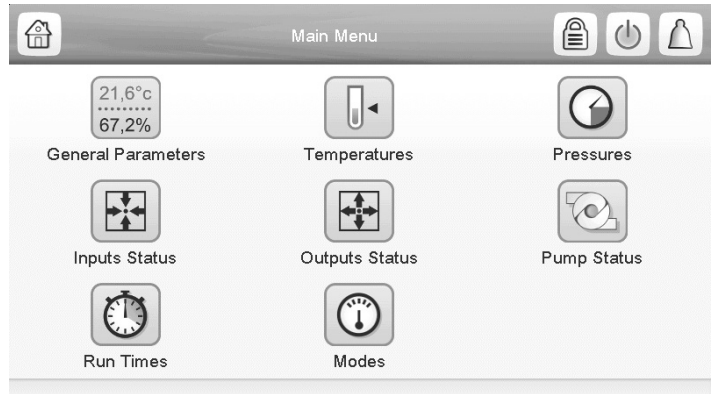 Main Menu
21,6°c
67,2%
General Parameters
Temperatures
Pressures
Inputs Status
Outputs Status
Pump Status
Run Times
Modes